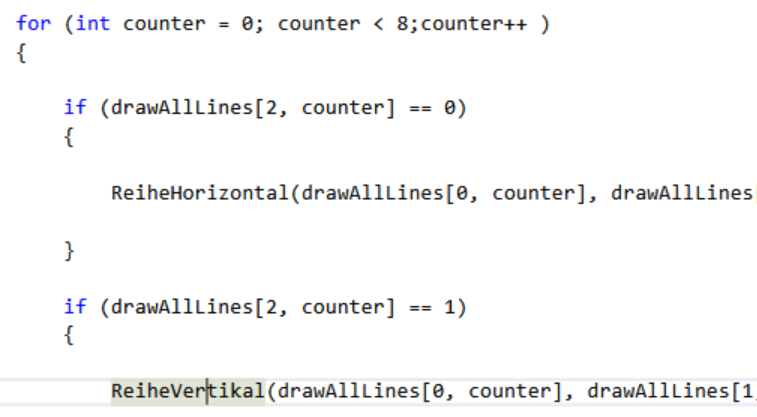 for (int counter = 0; counter < 8;counter++ )
{
if (drawAllLines[2, counter] == 0)
{
ReiheHorizontal(drawAllLines[0, counter], drawAllLines
}
if (drawAllLines[2, counter] == 1)
{
ReiheVertikal(drawAllLines[0, counter], drawAllLines[1,